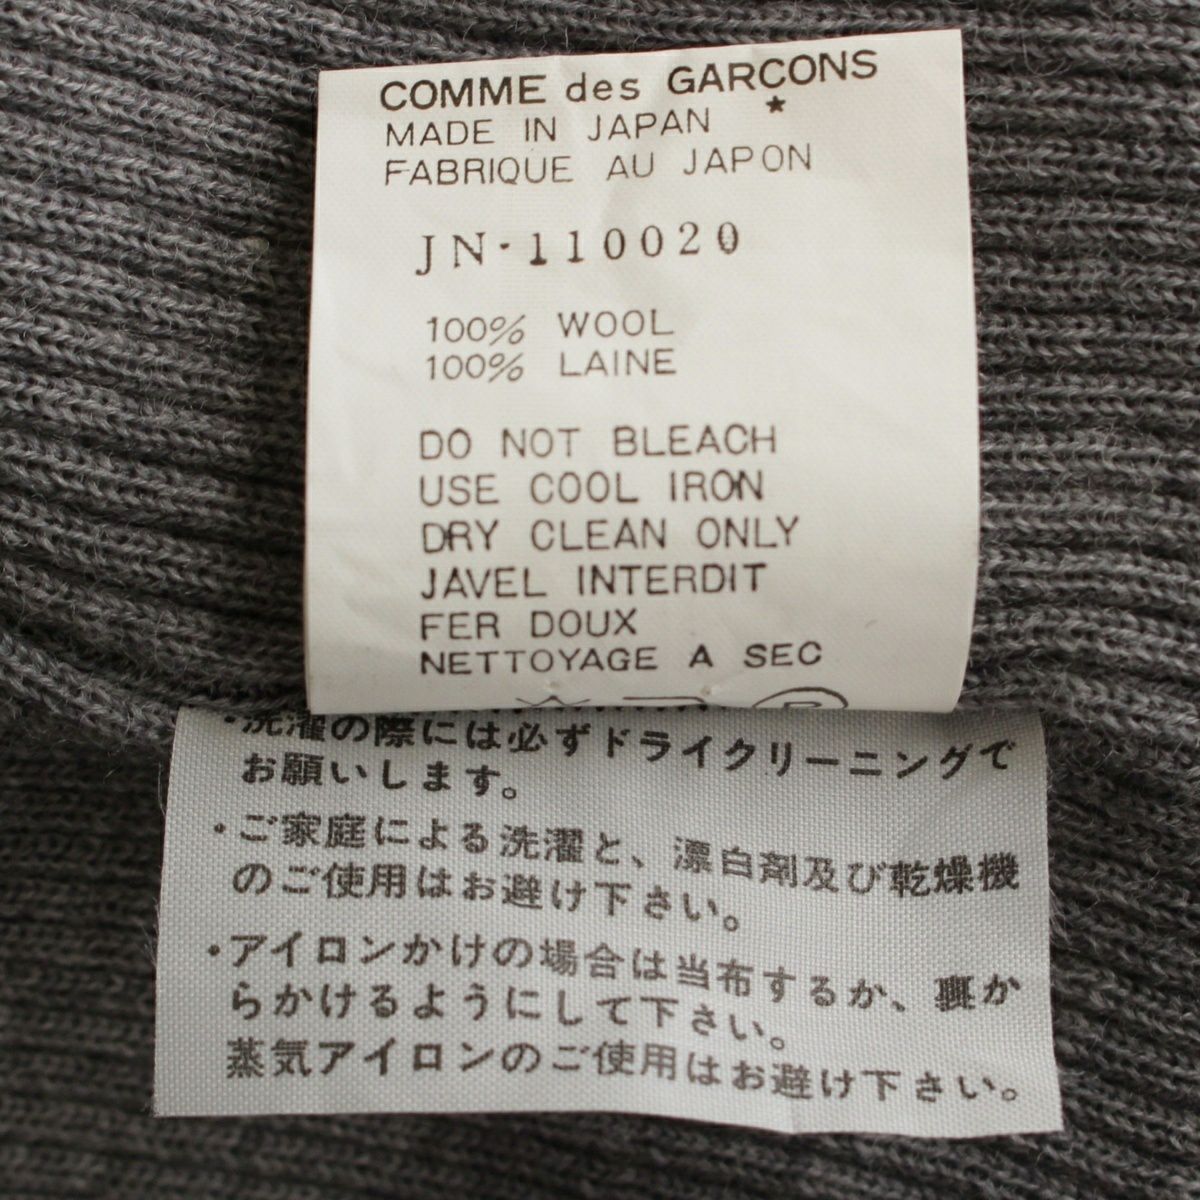 COMME des GARCONS
★
MADE IN JAPAN
FABRIQUE AU JAPON
JN-110020
100% WOOL
100% LAINE
DO NOT BLEACH
USE COOL IRON
DRY CLEAN ONLY
JAVEL INTERDIT
FER DOUX
NETTOYAGE A SEC
・洗濯の際には必ずドライクリーニングで
お願いします。
・ご家庭による洗濯と、漂白剤及び乾燥機
のご使用はお避け下さい。
・アイロンかけの場合は当布するか、裏か
らかけるようにして下さい。
蒸気アイロンのご使用はお避け下さい。